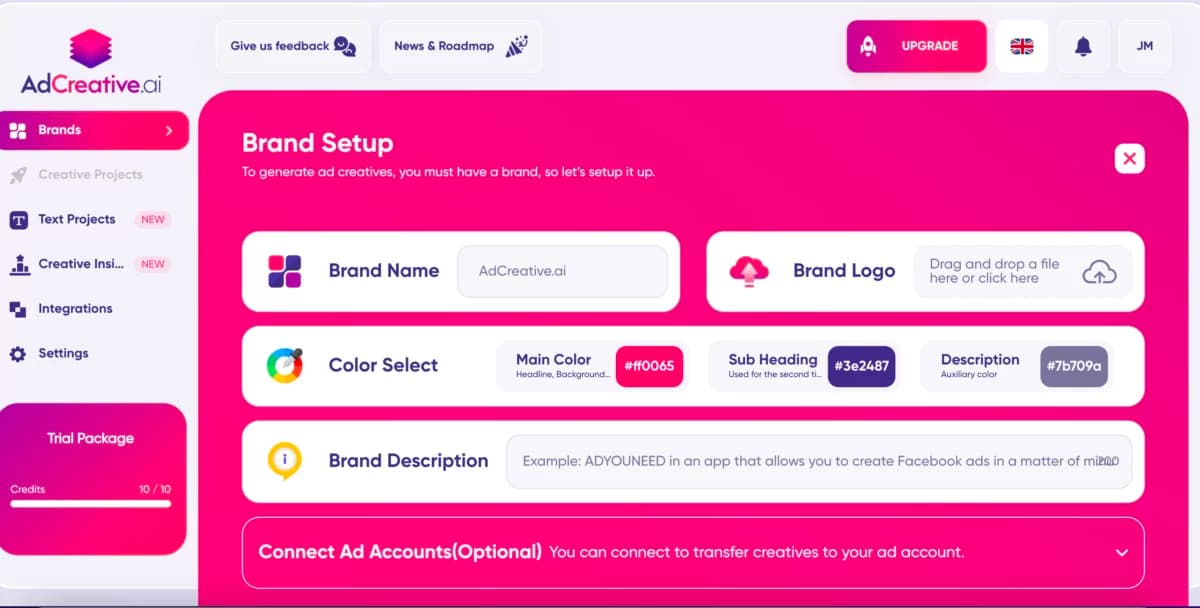 AdCreative.ai
Give us feedback
News & Roadmap
UPGRADE
JM
Brands
Creative Projects
Text Projects NEW
Creative Insi... NEW
Integrations
Settings
Trial Package
Credits 10 / 10
Brand Setup
To generate ad creatives, you must have a brand, so let's setup it up.
Brand Name
AdCreative.ai
Brand Logo
Drag and drop a file
here or click here
Color Select
Main Color
Headline, Background...
#ff0065
Sub Heading
Used for the second ti...
#3e2487
Description
Auxiliary color
#7b709a
Brand Description
Example: ADYOUNEED in an app that allows you to create Facebook ads in a matter of
200
Connect Ad Accounts(Optional) You can connect to transfer creatives to your ad account.